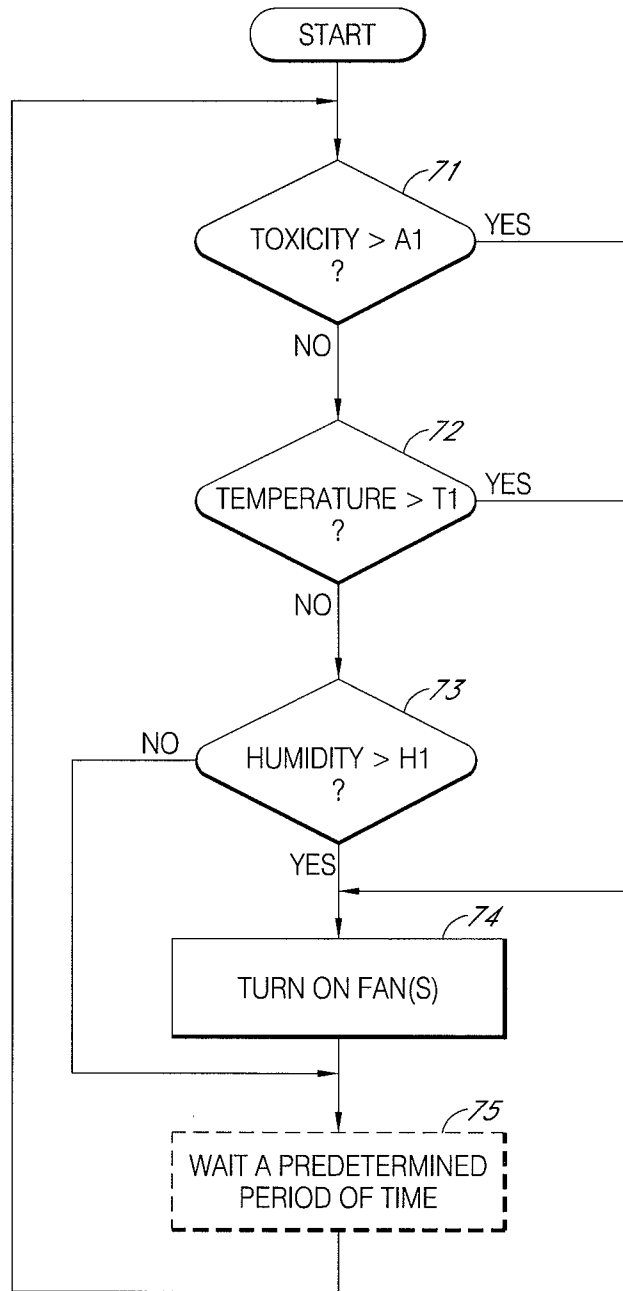 START
71
TOXICITY > A1
?
YES
NO
72
TEMPERATURE > T1
?
YES
NO
73
NO
HUMIDITY > H1
?
YES
74
TURN ON FAN(S)
75
WAIT A PREDETERMINED
PERIOD OF TIME